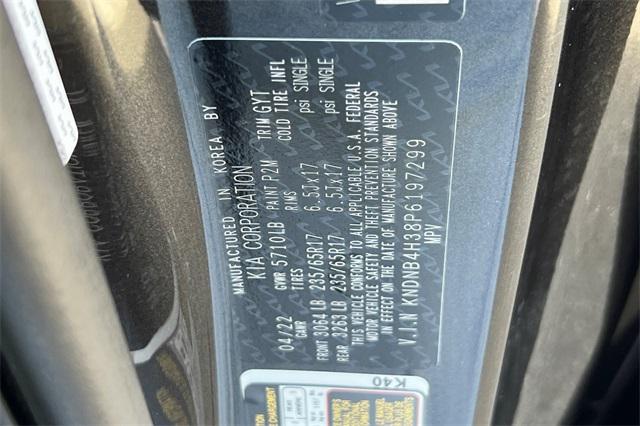 MANUFACTURED IN KOREA BY
KIA CORPORATION
04/22 GVWR 5710LB PAINT P2M TRIM GYT
GAWR TIRES RIMS COLD TIRE INFL
FRONT 3064LB 235/65R17 6.5Jx17 psi SINGLE
REAR 3263LB 235/65R17 6.5Jx17 psi SINGLE
THIS VEHICLE CONFORMS TO ALL APPLICABLE U.S.A. FEDERAL
MOTOR VEHICLE SAFETY AND THEFT PREVENTION STANDARDS
IN EFFECT ON THE DATE OF MANUFACTURE SHOWN ABOVE
V.I.N KNDNB4H38P6197299
MPV
K40